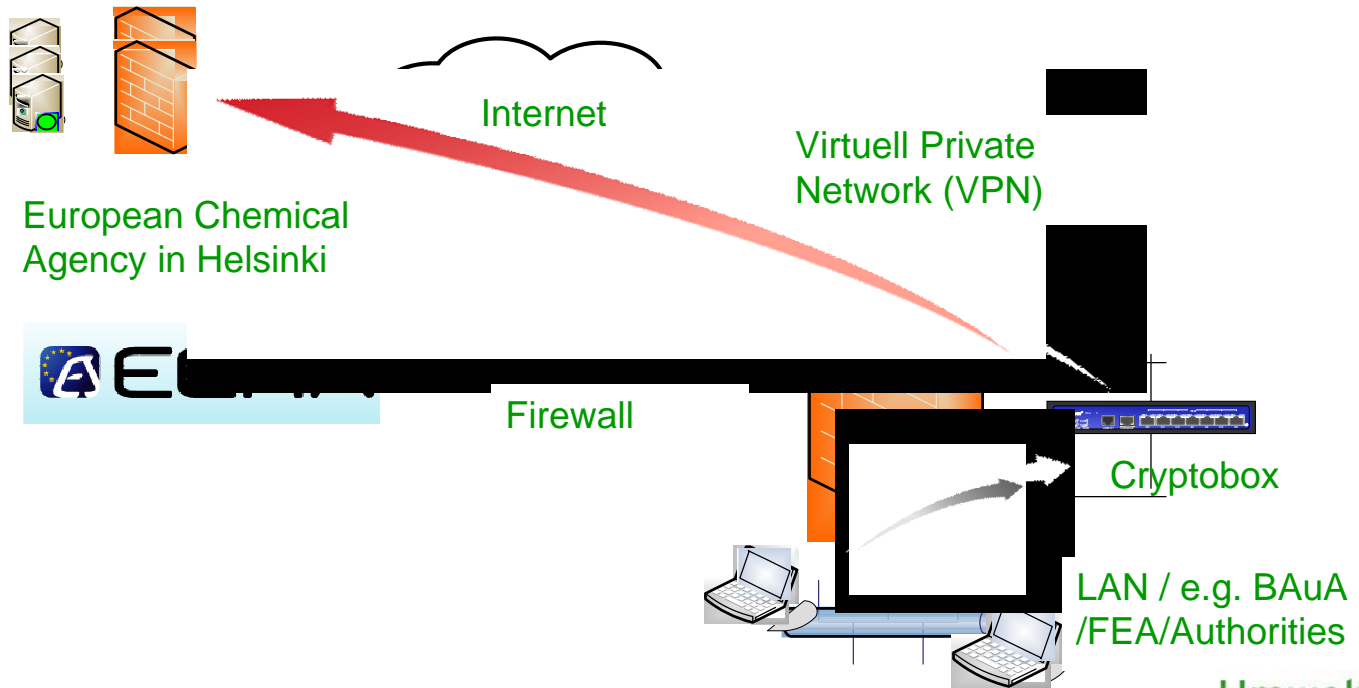 Internet
Virtuell Private
Network (VPN)
European Chemical
Agency in Helsinki
Firewall
Cryptobox
LAN / e.g. BAuA
/FEA/Authorities